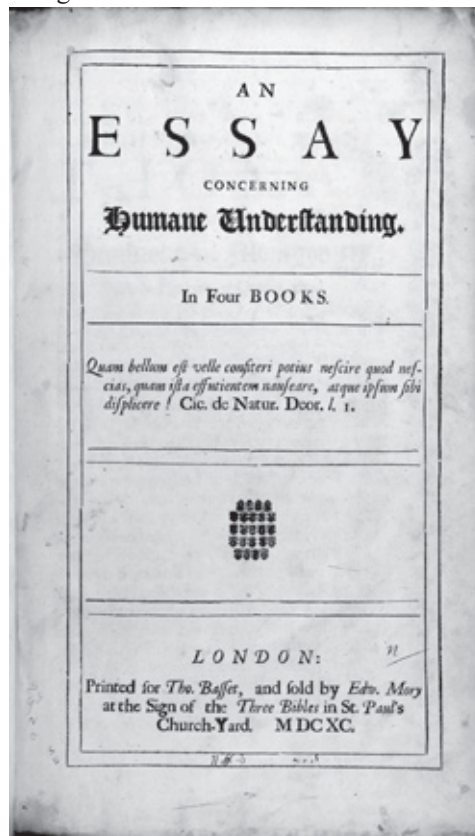 AN
ESSAY
CONCERNING
Humane Understanding.
In Four BOOKS.
Quam bellum est velle confiteri potius nescire quod nes-
cias, quam ista effutientem nauseare, atque ipsum sibi
displicere! Cic. de Natur. Deor. l. 1.
LONDON:
Printed for Tho. Basset, and sold by Edw. Mory
at the Sign of the Three Bibles in St. Paul's
Church-Yard. MDCXC.